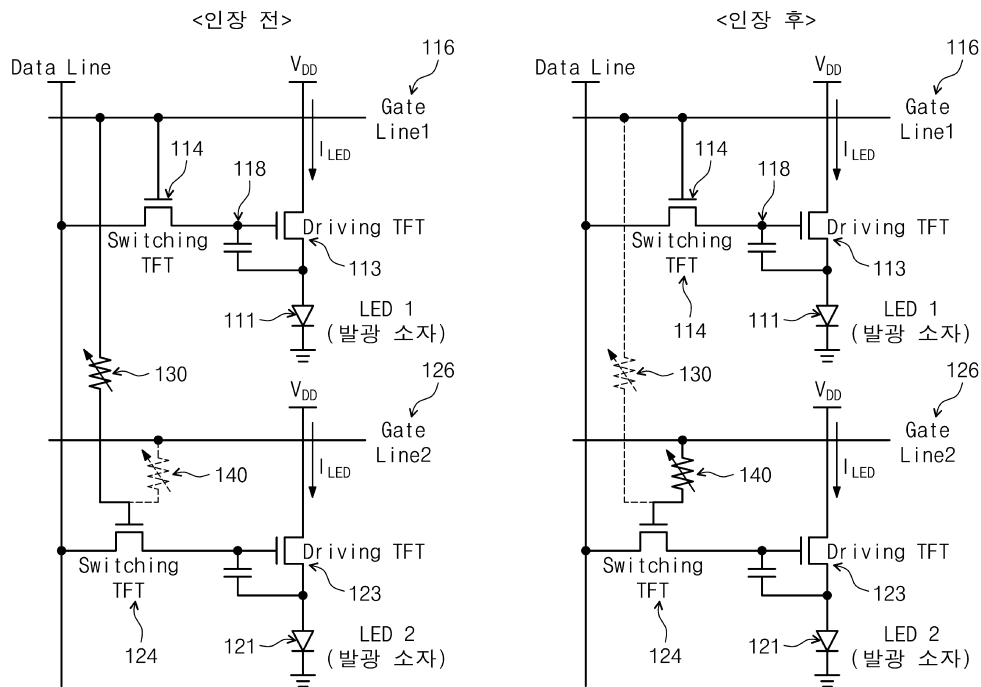 <인장 전>
Data Line
V_DD
116
Gate
Line1
I_LED
114
118
Driving TFT
Switching
TFT
113
111
LED 1
(발광 소자)
130
126
V_DD
Gate
Line2
140
I_LED
Driving TFT
Switching
TFT
123
124
121
LED 2
(발광 소자)
<인장 후>
Data Line
V_DD
116
Gate
Line1
I_LED
118
Driving TFT
Switching
TFT
113
114
111
LED 1
(발광 소자)
130
126
V_DD
Gate
Line2
140
I_LED
Driving TFT
Switching
TFT
123
124
121
LED 2
(발광 소자)